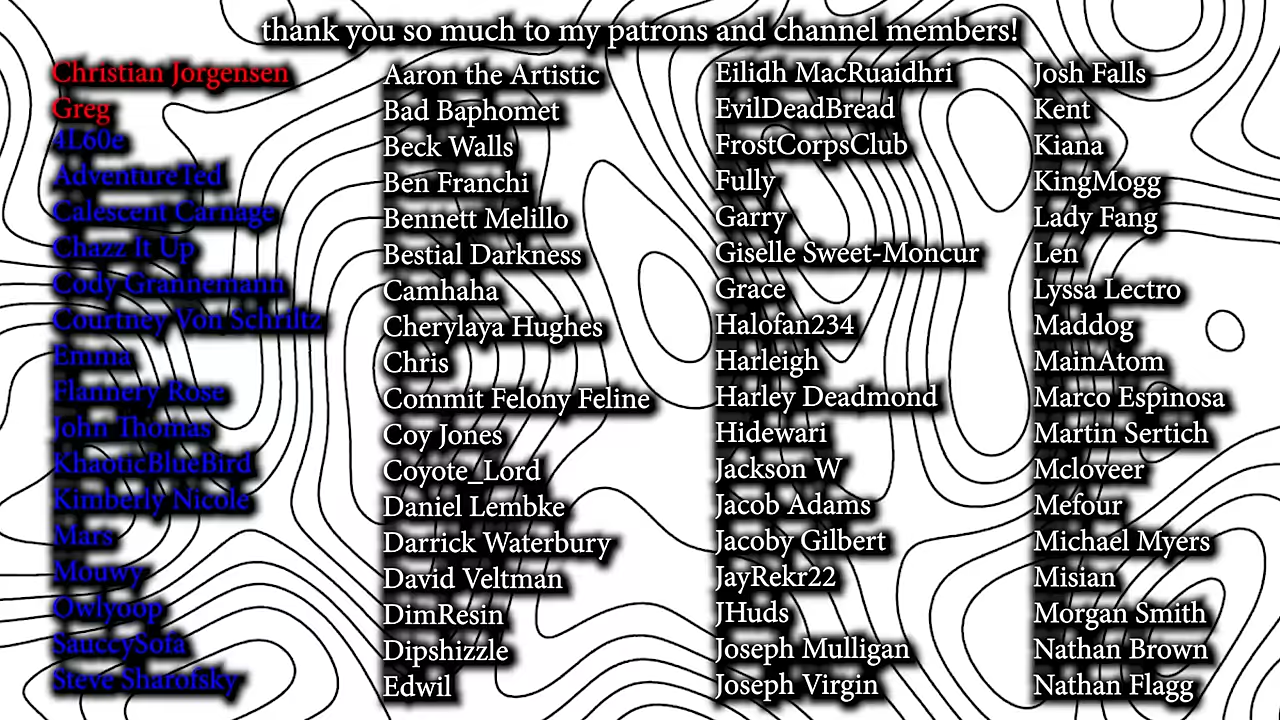 thank you so much to my patrons and channel members!
Christian Jorgensen
Greg
4L60e
AdventureTed
Calescent Carnage
Chazz It Up
Cody Grannemann
Courtney Von Schriltz
Emma
Flannery Rose
John Thomas
KhaoticBlueBird
Kimberly Nicole
Mars
Mouwy
Owlyoop
SauccySofa
Steve Sharofsky
Aaron the Artistic
Bad Baphomet
Beck Walls
Ben Franchi
Bennett Melillo
Bestial Darkness
Camhaha
Cherylaya Hughes
Chris
Commit Felony Feline
Coy Jones
Coyote_Lord
Daniel Lembke
Darrick Waterbury
David Veltman
DimResin
Dipshizzle
Edwil
Eilidh MacRuaidhri
EvilDeadBread
FrostCorpsClub
Fully
Garry
Giselle Sweet-Moncur
Grace
Halofan234
Harleigh
Harley Deadmond
Hidewari
Jackson W
Jacob Adams
Jacoby Gilbert
JayRekr22
JHuds
Joseph Mulligan
Joseph Virgin
Josh Falls
Kent
Kiana
KingMogg
Lady Fang
Len
Lyssa Lectro
Maddog
MainAtom
Marco Espinosa
Martin Sertich
Mcloveer
Mefour
Michael Myers
Misian
Morgan Smith
Nathan Brown
Nathan Flagg